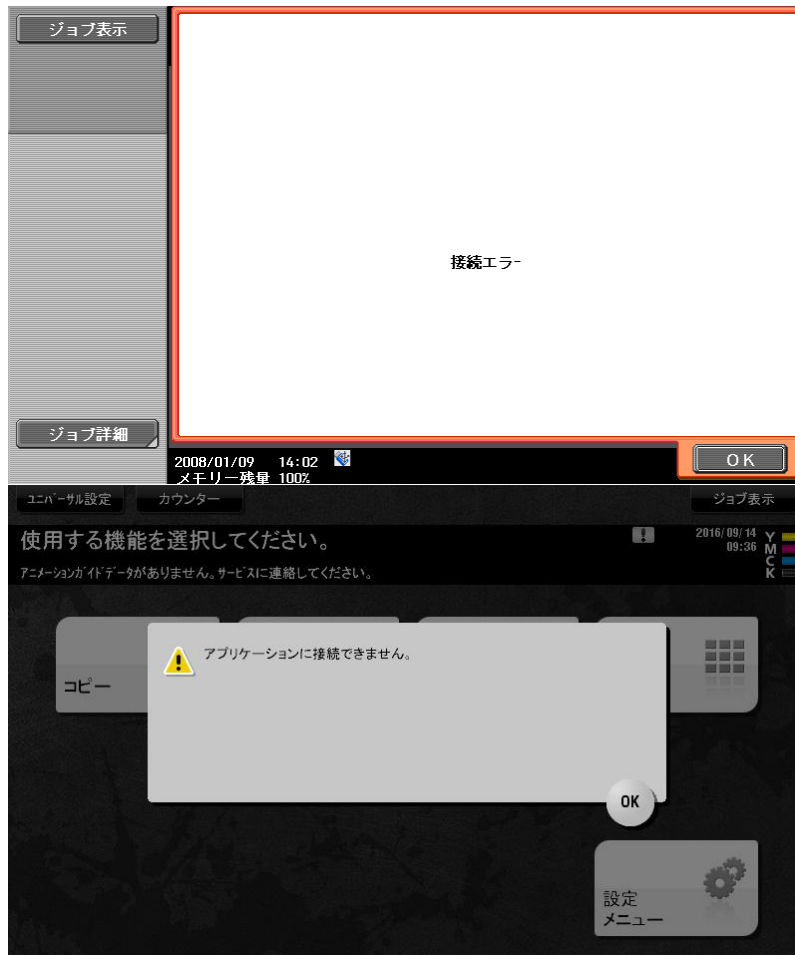 ジョブ表示
接続エラー
ジョブ詳細
2008/01/09 14:02
メモリー残量 100%
OK
ユニバーサル設定 カウンター ジョブ表示
使用する機能を選択してください。
2016/09/14
09:36
Y
M
C
K
アニメーションガイドデータがありません。サービスに連絡してください。
アプリケーションに接続できません。
コピー
OK
設定
メニュー